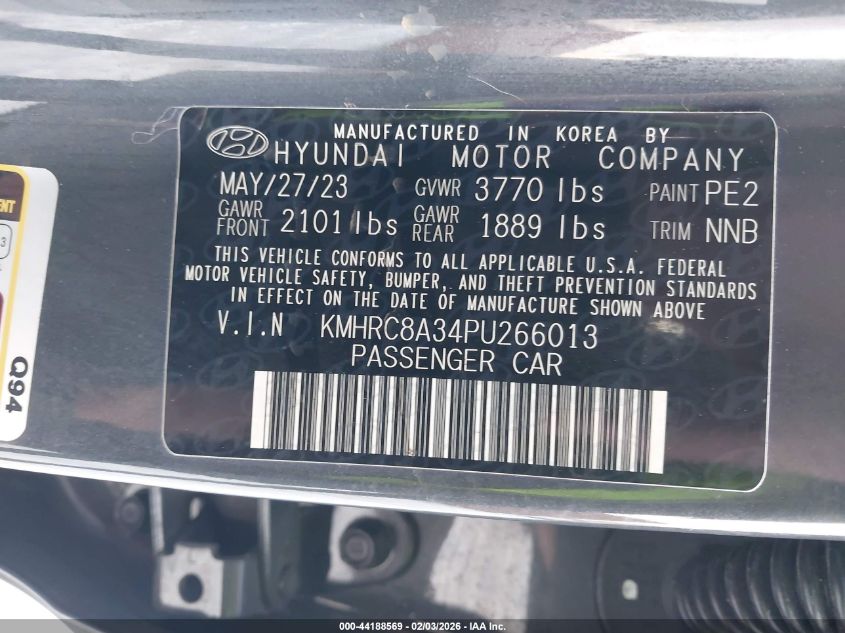 MANUFACTURED IN KOREA BY
HYUNDAI MOTOR COMPANY
MAY/27/23 GVWR 3770 lbs PAINT PE2
GAWR FRONT 2101 lbs GAWR REAR 1889 lbs TRIM NNB
THIS VEHICLE CONFORMS TO ALL APPLICABLE U.S.A. FEDERAL
MOTOR VEHICLE SAFETY, BUMPER, AND THEFT PREVENTION STANDARDS
IN EFFECT ON THE DATE OF MANUFACTURE SHOWN ABOVE
V.I.N KMHRC8A34PU266013
PASSENGER CAR
Q94
000-44188569 - 02/03/2026 - IAA Inc.